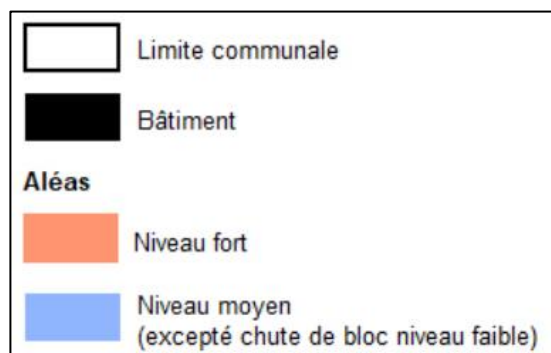 Limite communale
Bâtiment
Aléas
Niveau fort
Niveau moyen
(excepté chute de bloc niveau faible)